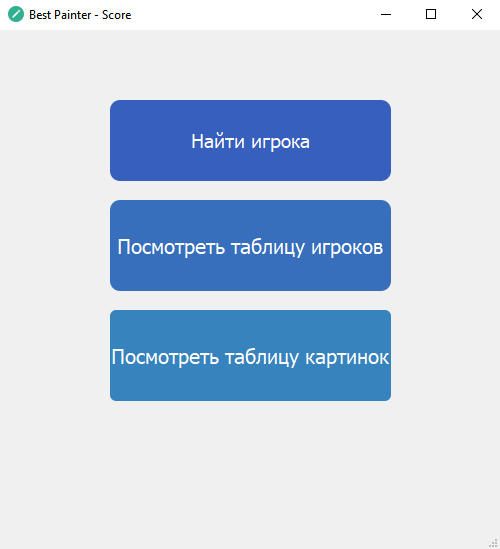 Best Painter - Score
Найти игрока
Посмотреть таблицу игроков
Посмотреть таблицу картинок